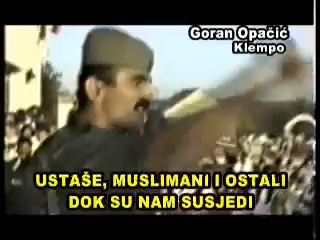 Goran Opačić
Klempo
USTAŠE, MUSLIMANI I OSTALI
DOK SU NAM SUSJEDI